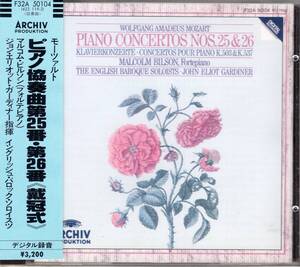 F32A 50104
ARCHIV
PRODUKTION
モーツァルト
ピアノ協奏曲第25番・第26番《戴冠式》
マルコム・ビルソン(フォルテピアノ)
ジョン・エリオット・ガーディナー指揮
イングリッシュ・バロック・ソロイスツ
デジタル録音
¥3,200
WOLFGANG AMADEUS MOZART
PIANO CONCERTOS NOS. 25 & 26
KLAVIERKONZERTE · CONCERTOS POUR PIANO K. 503 & K. 537
MALCOLM BILSON, Fortepiano
THE ENGLISH BAROQUE SOLOISTS · JOHN ELIOT GARDINER
ARCHIV
PRODUKTION